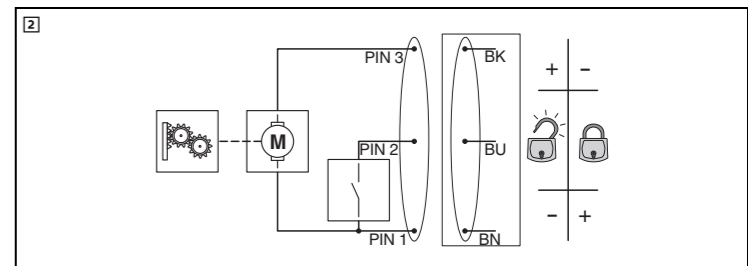 2
PIN 3
BK
+ -
M
PIN 2
BU
- +
PIN 1
BN